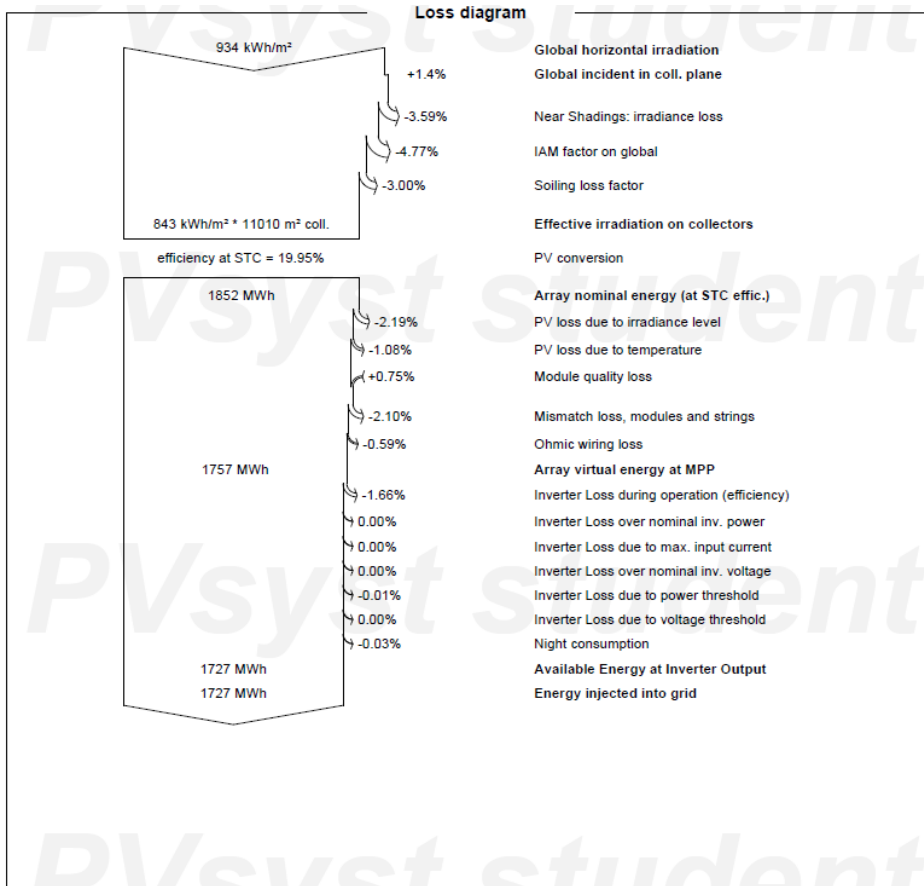 Loss diagram
PVsyst student
934 kWh/m² Global horizontal irradiation
+1.4% Global incident in coll. plane
-3.59% Near Shadings: irradiance loss
-4.77% IAM factor on global
-3.00% Soiling loss factor
843 kWh/m² * 11010 m² coll. Effective irradiation on collectors
efficiency at STC = 19.95% PV conversion
PVsyst student
1852 MWh Array nominal energy (at STC effic.)
-2.19% PV loss due to irradiance level
-1.08% PV loss due to temperature
+0.75% Module quality loss
-2.10% Mismatch loss, modules and strings
-0.59% Ohmic wiring loss
1757 MWh Array virtual energy at MPP
-1.66% Inverter Loss during operation (efficiency)
0.00% Inverter Loss over nominal inv. power
0.00% Inverter Loss due to max. input current
0.00% Inverter Loss over nominal inv. voltage
PVsyst student
-0.01% Inverter Loss due to power threshold
0.00% Inverter Loss due to voltage threshold
-0.03% Night consumption
1727 MWh Available Energy at Inverter Output
1727 MWh Energy injected into grid
PVsyst student